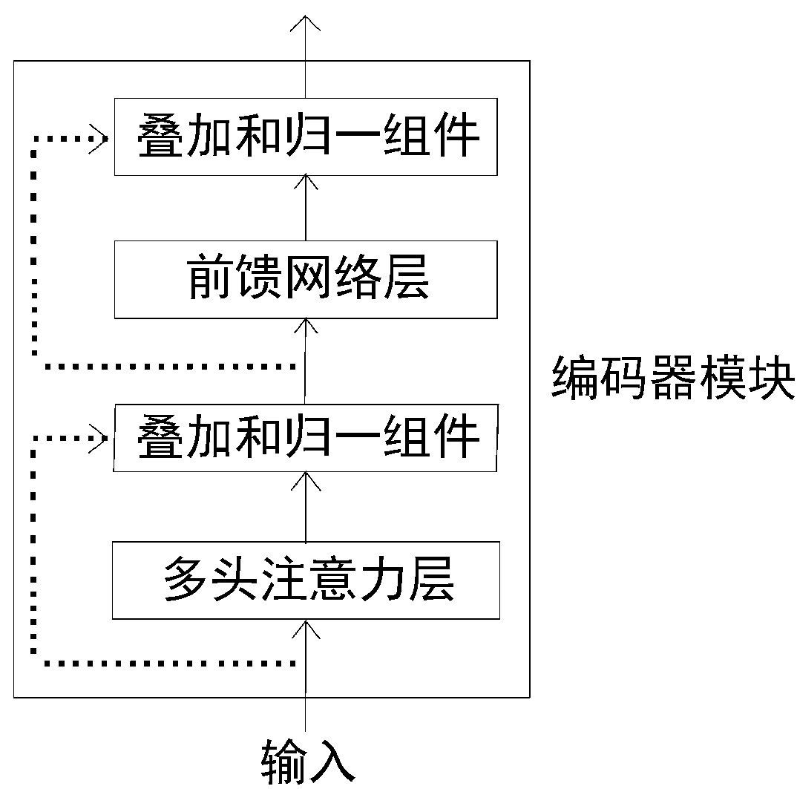 叠加和归一组件
前馈网络层
编码器模块
叠加和归一组件
多头注意力层
输入